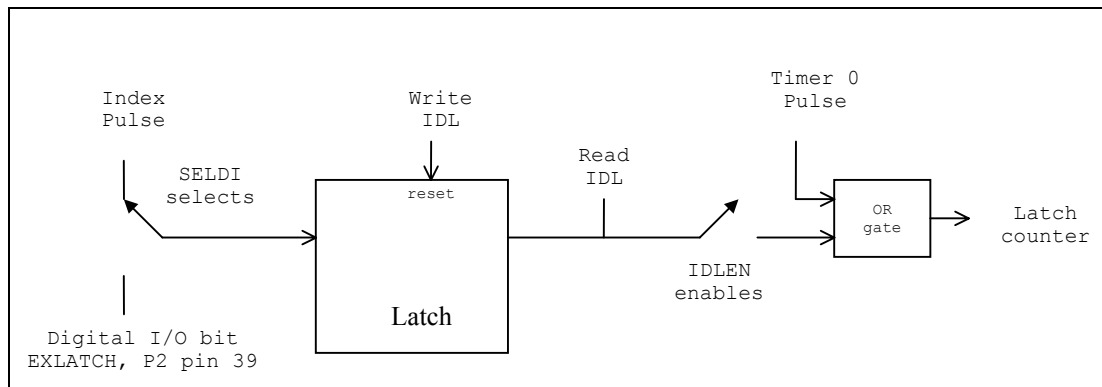 Index
Pulse
SELDI
selects
Digital I/O bit
EXLATCH, P2 pin 39
Write
IDL
reset
Latch
Read
IDL
IDLEN
enables
Timer 0
Pulse
OR
gate
Latch
counter